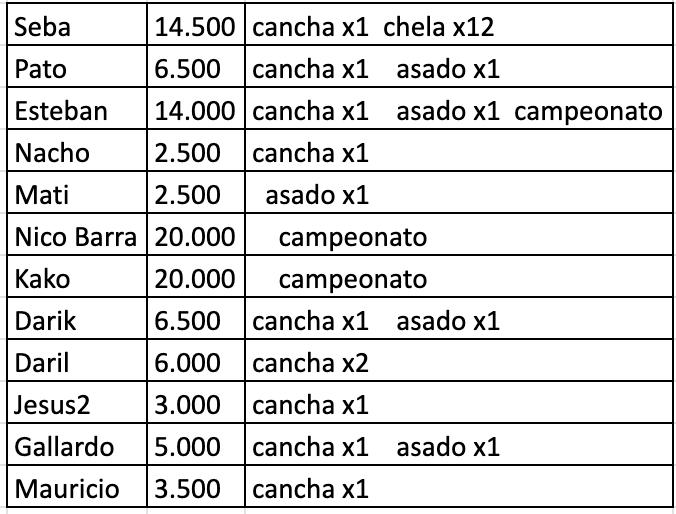 Seba 14.500 cancha x1 chela x12
Pato 6.500 cancha x1 asado x1
Esteban 14.000 cancha x1 asado x1 campeonato
Nacho 2.500 cancha x1
Mati 2.500 asado x1
Nico Barra 20.000 campeonato
Kako 20.000 campeonato
Darik 6.500 cancha x1 asado x1
Daril 6.000 cancha x2
Jesus2 3.000 cancha x1
Gallardo 5.000 cancha x1 asado x1
Mauricio 3.500 cancha x1